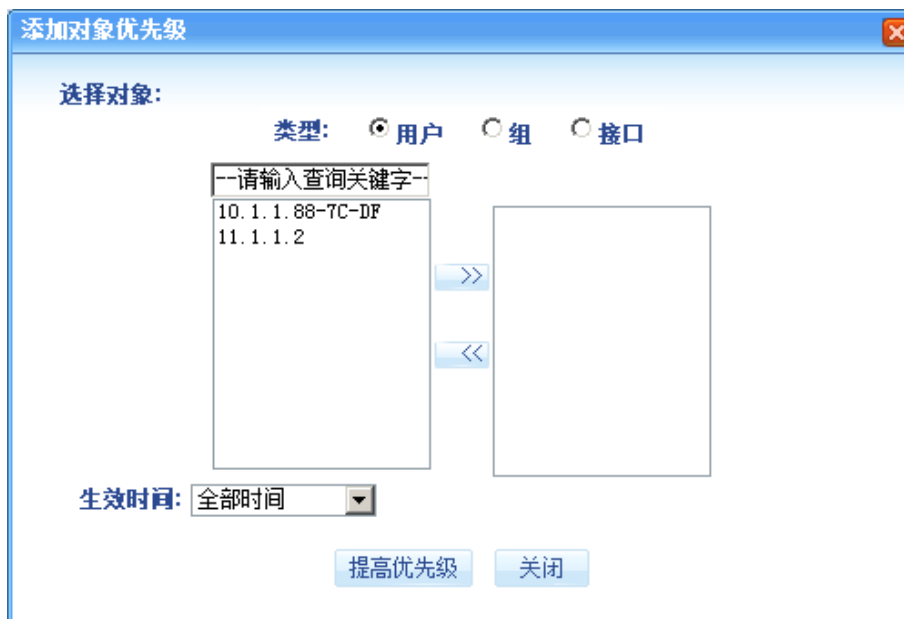 添加对象优先级
选择对象:
类型: 用户 组 接口
--请输入查询关键字-
10.1.1.88-7C-DF
11.1.1.2
>>
<<
生效时间: 全部时间
提高优先级 关闭